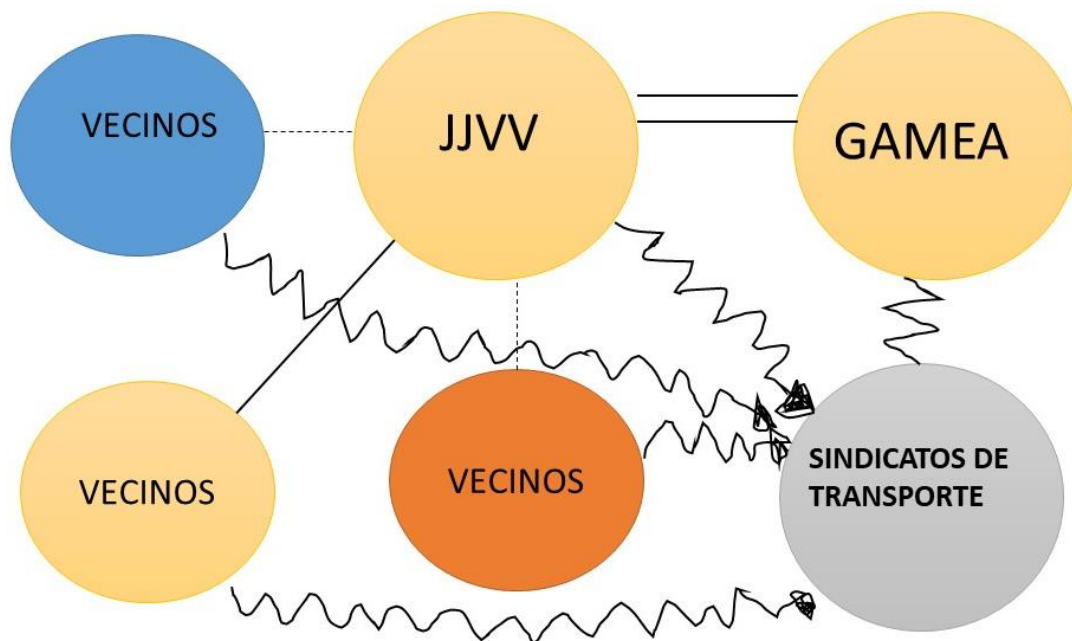 VECINOS
JJVV
GAMEA
VECINOS
VECINOS
SINDICATOS DE
TRANSPORTE